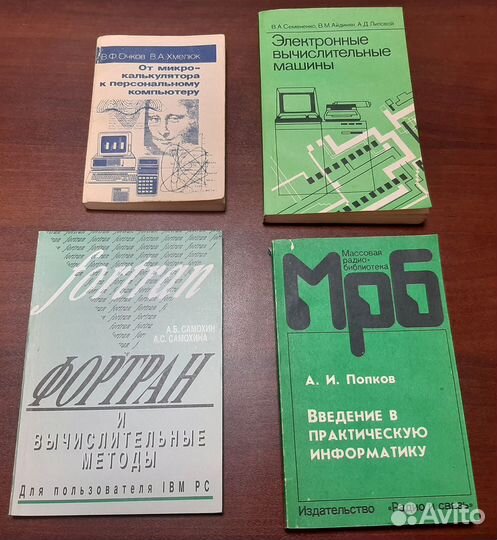 В.Ф.Очков В.А.Хмелюк
От микро-
калькулятора
к персональному
компьютеру
В.А.Семененко, В.М.Айдинян, А.Д.Липовой
Электронные
вычислительные
машины
fortran
А.Б. САМОХИН
А.С. САМОХИНА
ФОРТРАН
И
ВЫЧИСЛИТЕЛЬНЫЕ
МЕТОДЫ
Для пользователя IBM PC
Массовая
радио-
библиотека
МРБ
А. И. Попков
ВВЕДЕНИЕ В
ПРАКТИЧЕСКУЮ
ИНФОРМАТИКУ
Издательство «Радио и связь»
Avito